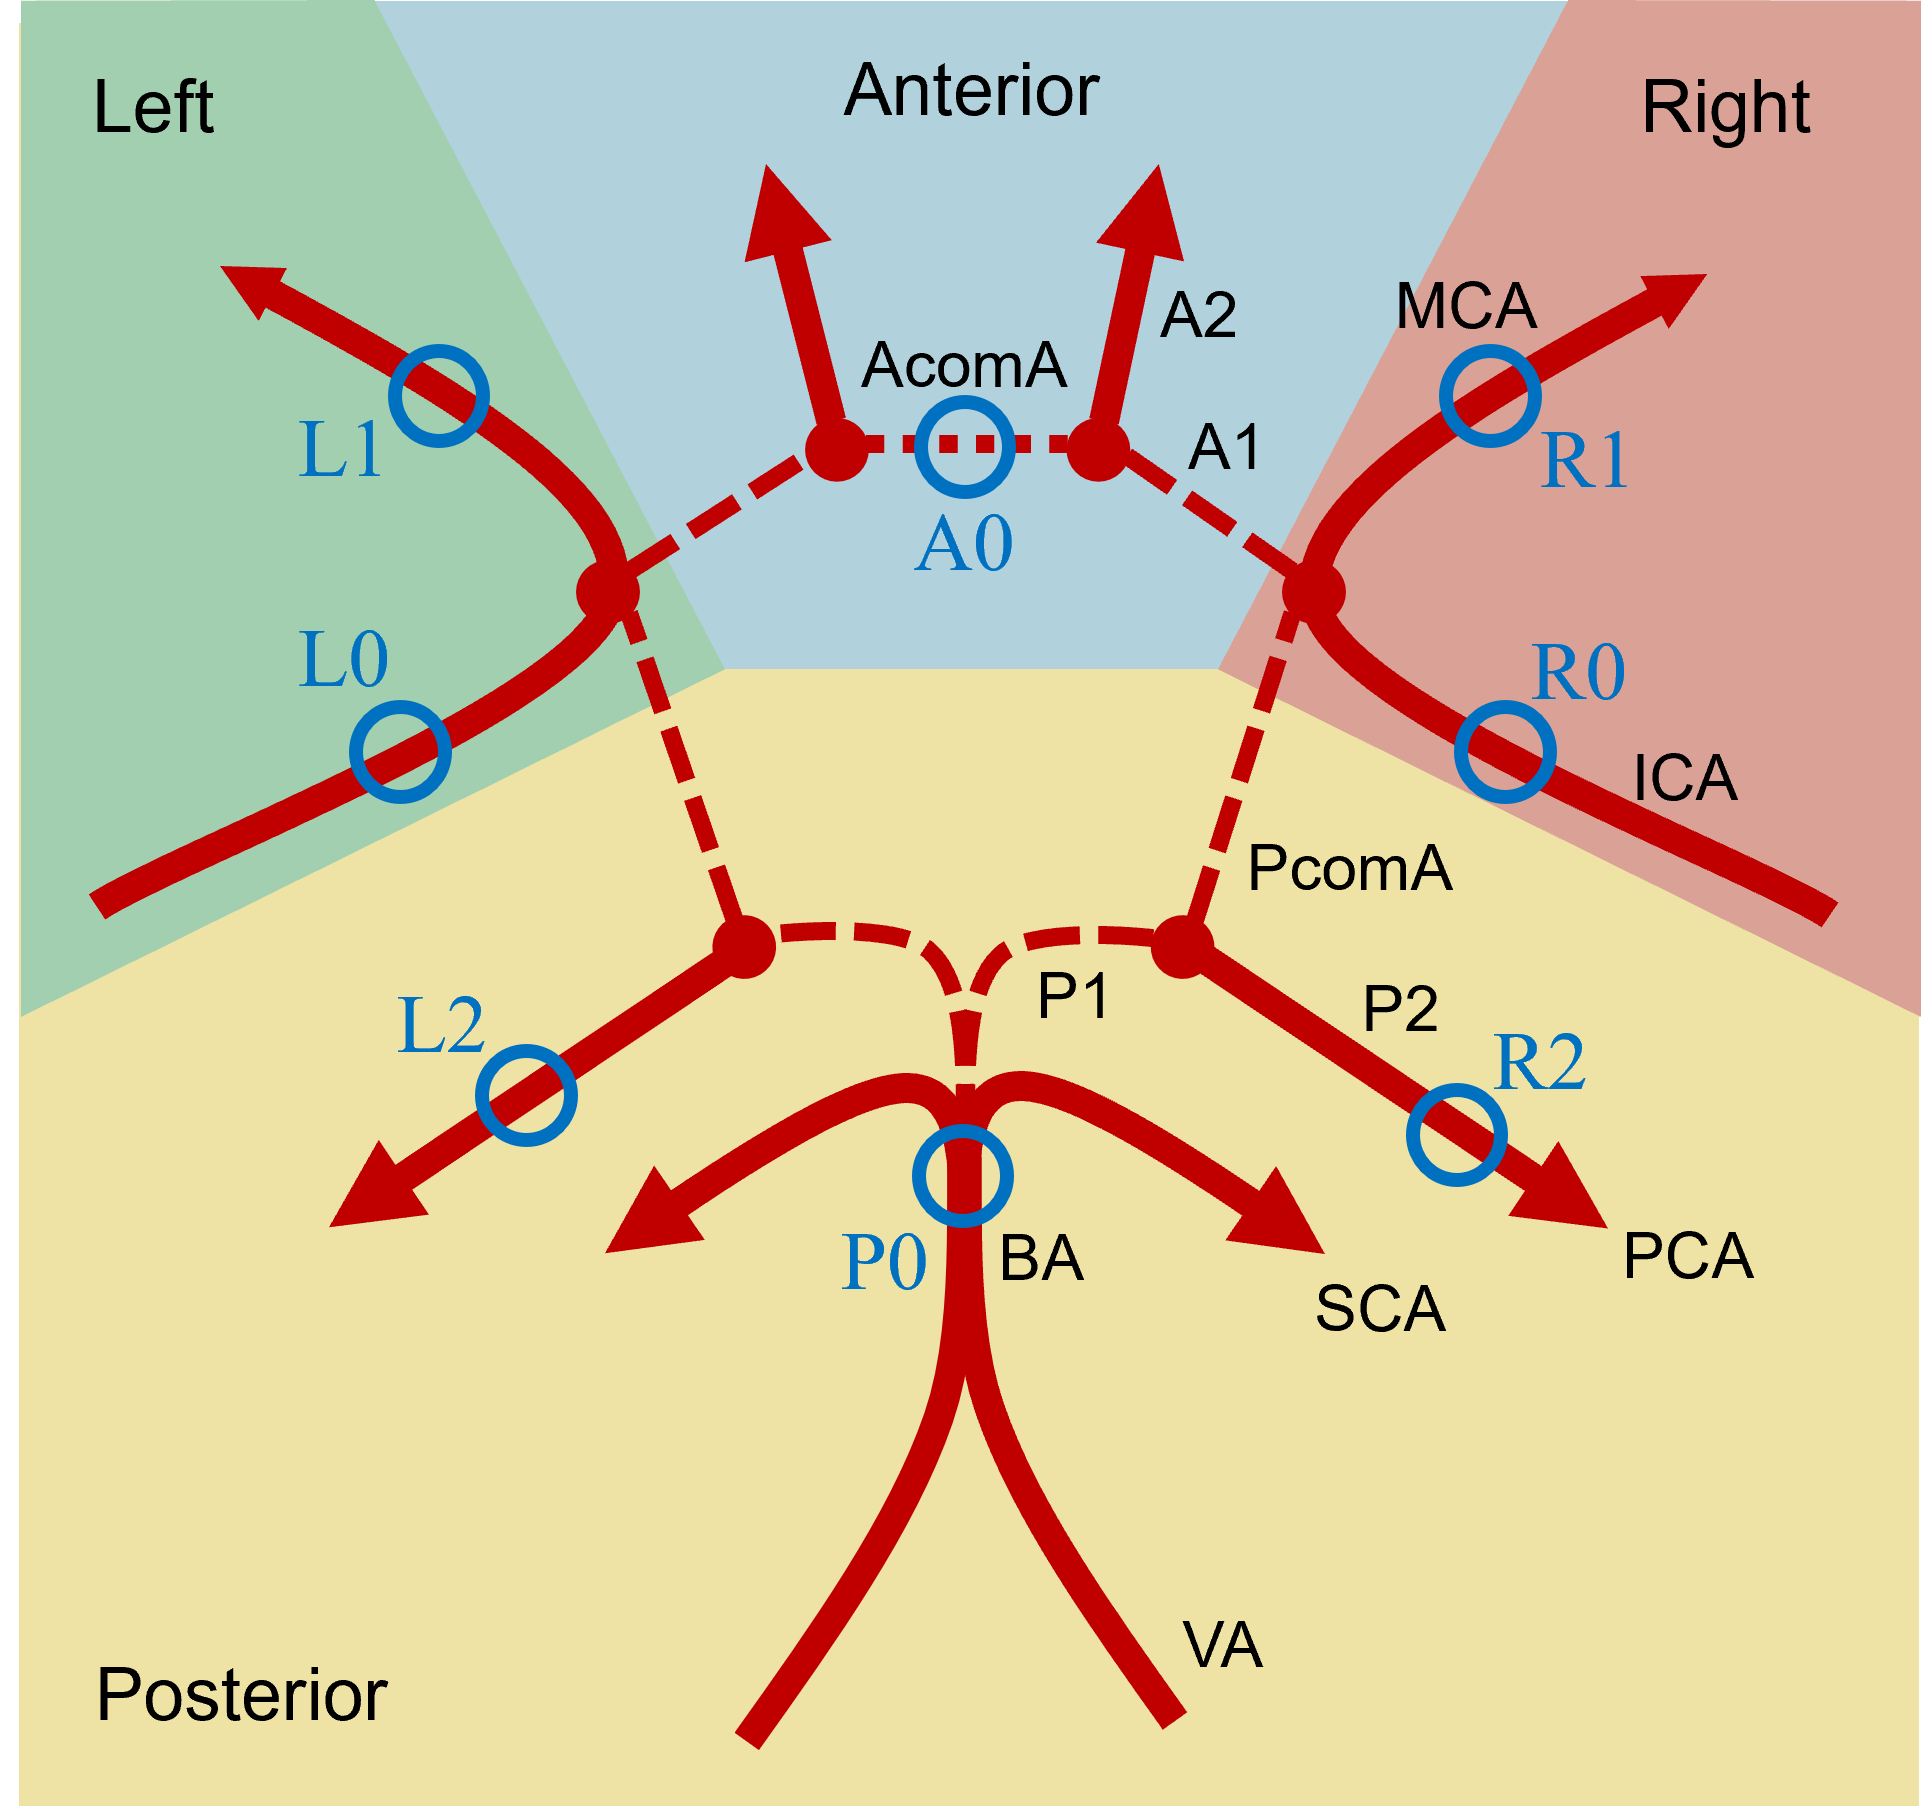 Left
Anterior
Right
MCA
A2
AcomA
L1
A1
R1
A0
L0
R0
ICA
PcomA
P1
P2
L2
R2
P0
BA
PCA
SCA
VA
Posterior